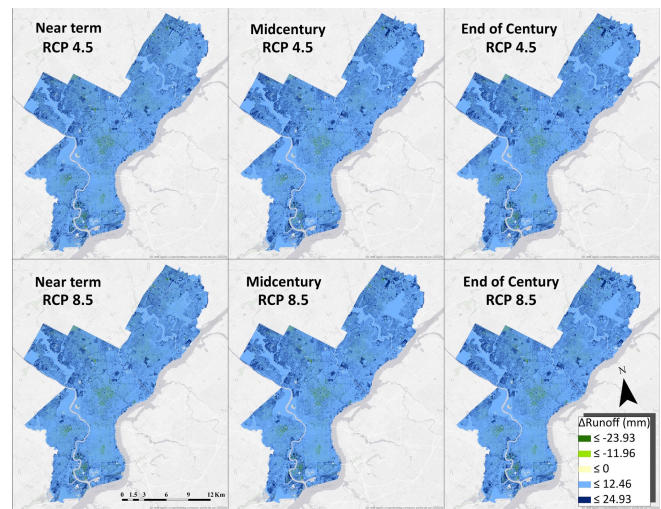 Near term
RCP 4.5
Midcentury
RCP 4.5
End of Century
RCP 4.5
Near term
RCP 8.5
Midcentury
RCP 8.5
End of Century
RCP 8.5
N
ΔRunoff (mm)
≤ -23.93
≤ -11.96
≤ 0
≤ 12.46
≤ 24.93
0 1.5 3 6 9 12 Km